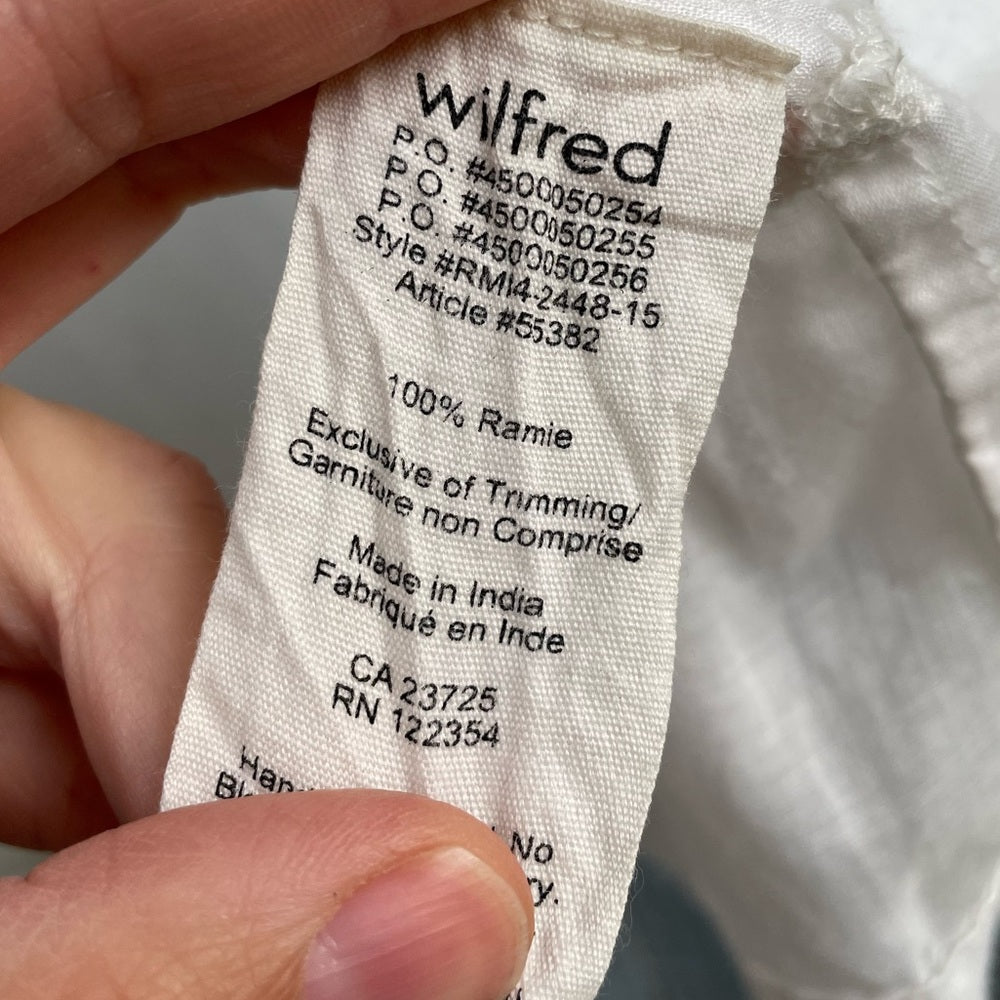 wilfred
P.O. #4500050254
P.O. #4500050255
P.O. #4500050256
Style #RMI4-2448-15
Article #55382
100% Ramie
Exclusive of Trimming/
Garniture non Comprise
Made in India
Fabriqué en Inde
CA 23725
RN 122354
No